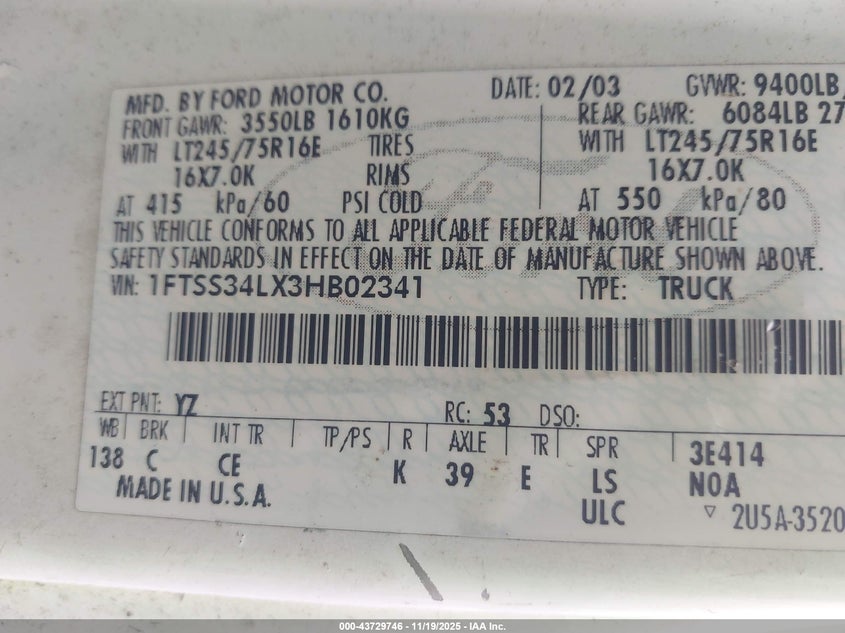 MFD. BY FORD MOTOR CO. DATE: 02/03 GVWR: 9400LB
FRONT GAWR: 3550LB 1610KG REAR GAWR: 6084LB 27
WITH LT245/75R16E TIRES WITH LT245/75R16E
16X7.0K RIMS 16X7.0K
AT 415 kPa/60 PSI COLD AT 550 kPa/80
THIS VEHICLE CONFORMS TO ALL APPLICABLE FEDERAL MOTOR VEHICLE
SAFETY STANDARDS IN EFFECT ON THE DATE OF MANUFACTURE SHOWN ABOVE.
VIN: 1FTSS34LX3HB02341 TYPE: TRUCK
EXT PNT: YZ RC: 53 DSO:
WB BRK INT TR TP/PS R AXLE TR SPR 3E414
138 C CE K 39 E LS N0A
MADE IN U.S.A. ULC ▽ 2U5A-3520
000-43729746 - 11/19/2025 - IAA Inc.